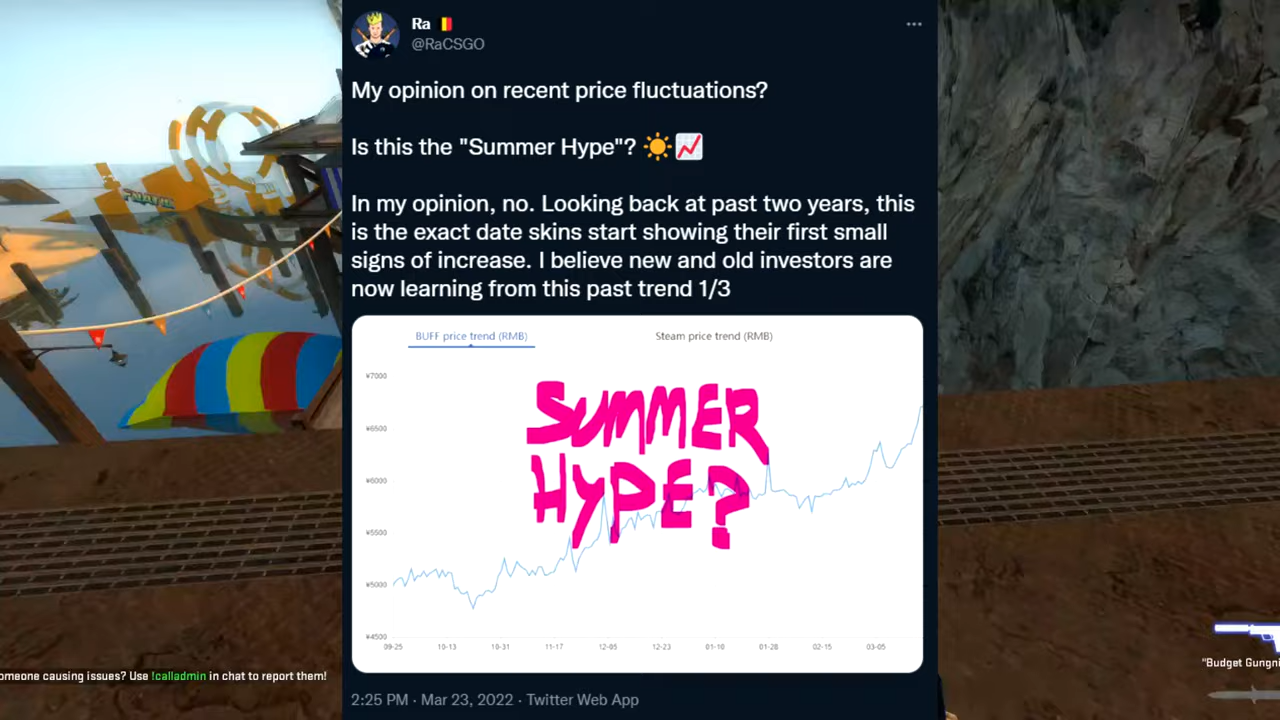 Ra
@RaCSGO
My opinion on recent price fluctuations?
Is this the "Summer Hype"?
In my opinion, no. Looking back at past two years, this
is the exact date skins start showing their first small
signs of increase. I believe new and old investors are
now learning from this past trend 1/3
BUFF price trend (RMB)
Steam price trend (RMB)
¥7000
¥6500
¥6000
¥5500
¥5000
¥4500
SUMMER
HYPE?
09-25 10-13 10-31 11-17 12-05 12-23 01-10 01-28 02-15 03-05
omeone causing issues? Use !calladmin in chat to report them!
"Budget Gungni
2:25 PM · Mar 23, 2022 · Twitter Web App